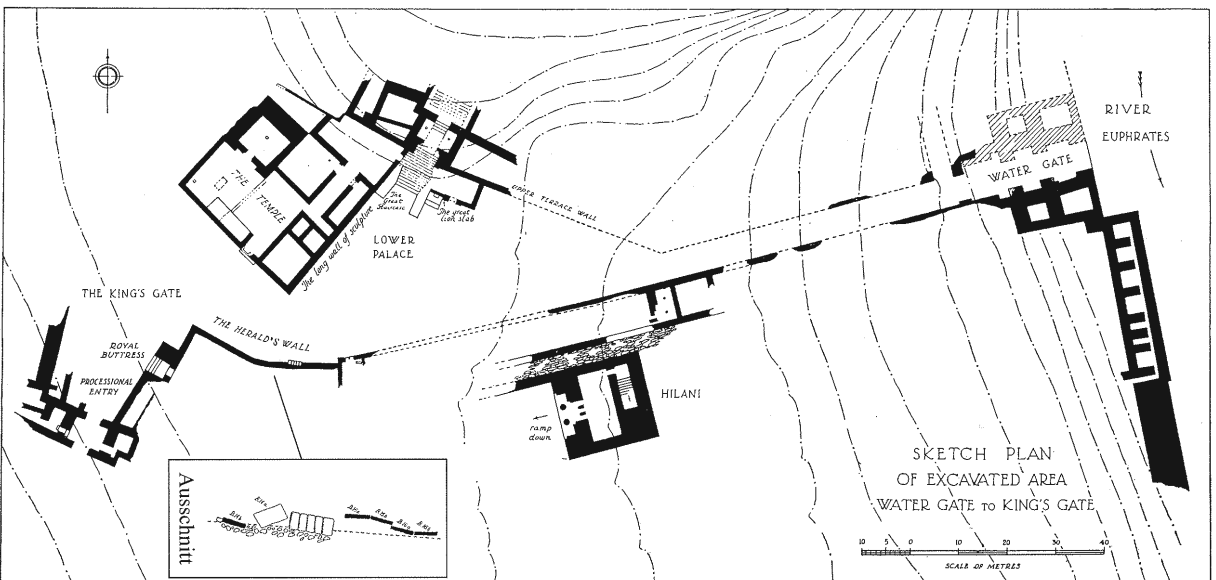 RIVER
EUPHRATES
WATER GATE
UPPER TERRACE WALL
THE
TEMPLE
The
Great
Staircase
The great
lion slab
The long wall of sculpture
LOWER
PALACE
THE KING'S GATE
THE HERALD'S WALL
ROYAL
BUTTRESS
PROCESSIONAL
ENTRY
HILANI
ramp
down
SKETCH PLAN
OF EXCAVATED AREA
WATER GATE TO KING'S GATE
10 5 0 10 20 30 40
SCALE OF METRES
Ausschnitt